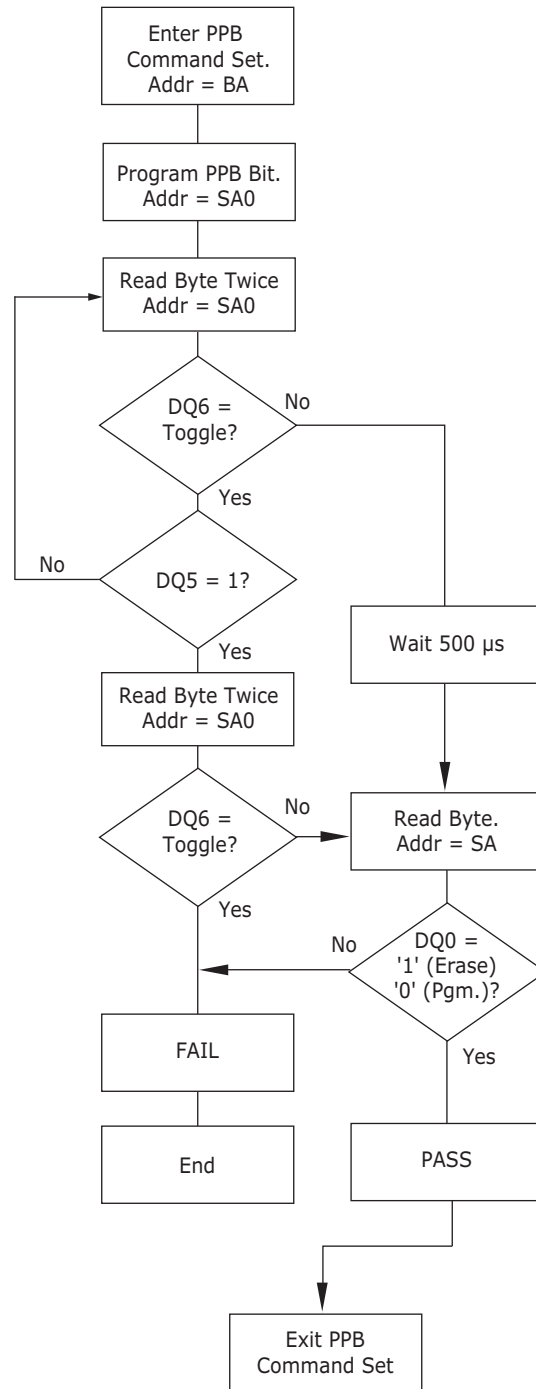 Enter PPB
Command Set.
Addr = BA
Program PPB Bit.
Addr = SA0
Read Byte Twice
Addr = SA0
DQ6 =
Toggle?
No
Yes
No
DQ5 = 1?
Yes
Wait 500 µs
Read Byte Twice
Addr = SA0
DQ6 =
Toggle?
No
Yes
Read Byte.
Addr = SA
No
DQ0 =
'1' (Erase)
'0' (Pgm.)?
Yes
FAIL
End
PASS
Exit PPB
Command Set